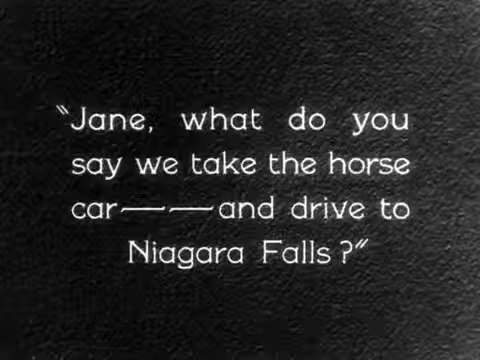 "Jane, what do you
say we take the horse
car — — and drive to
Niagara Falls?"